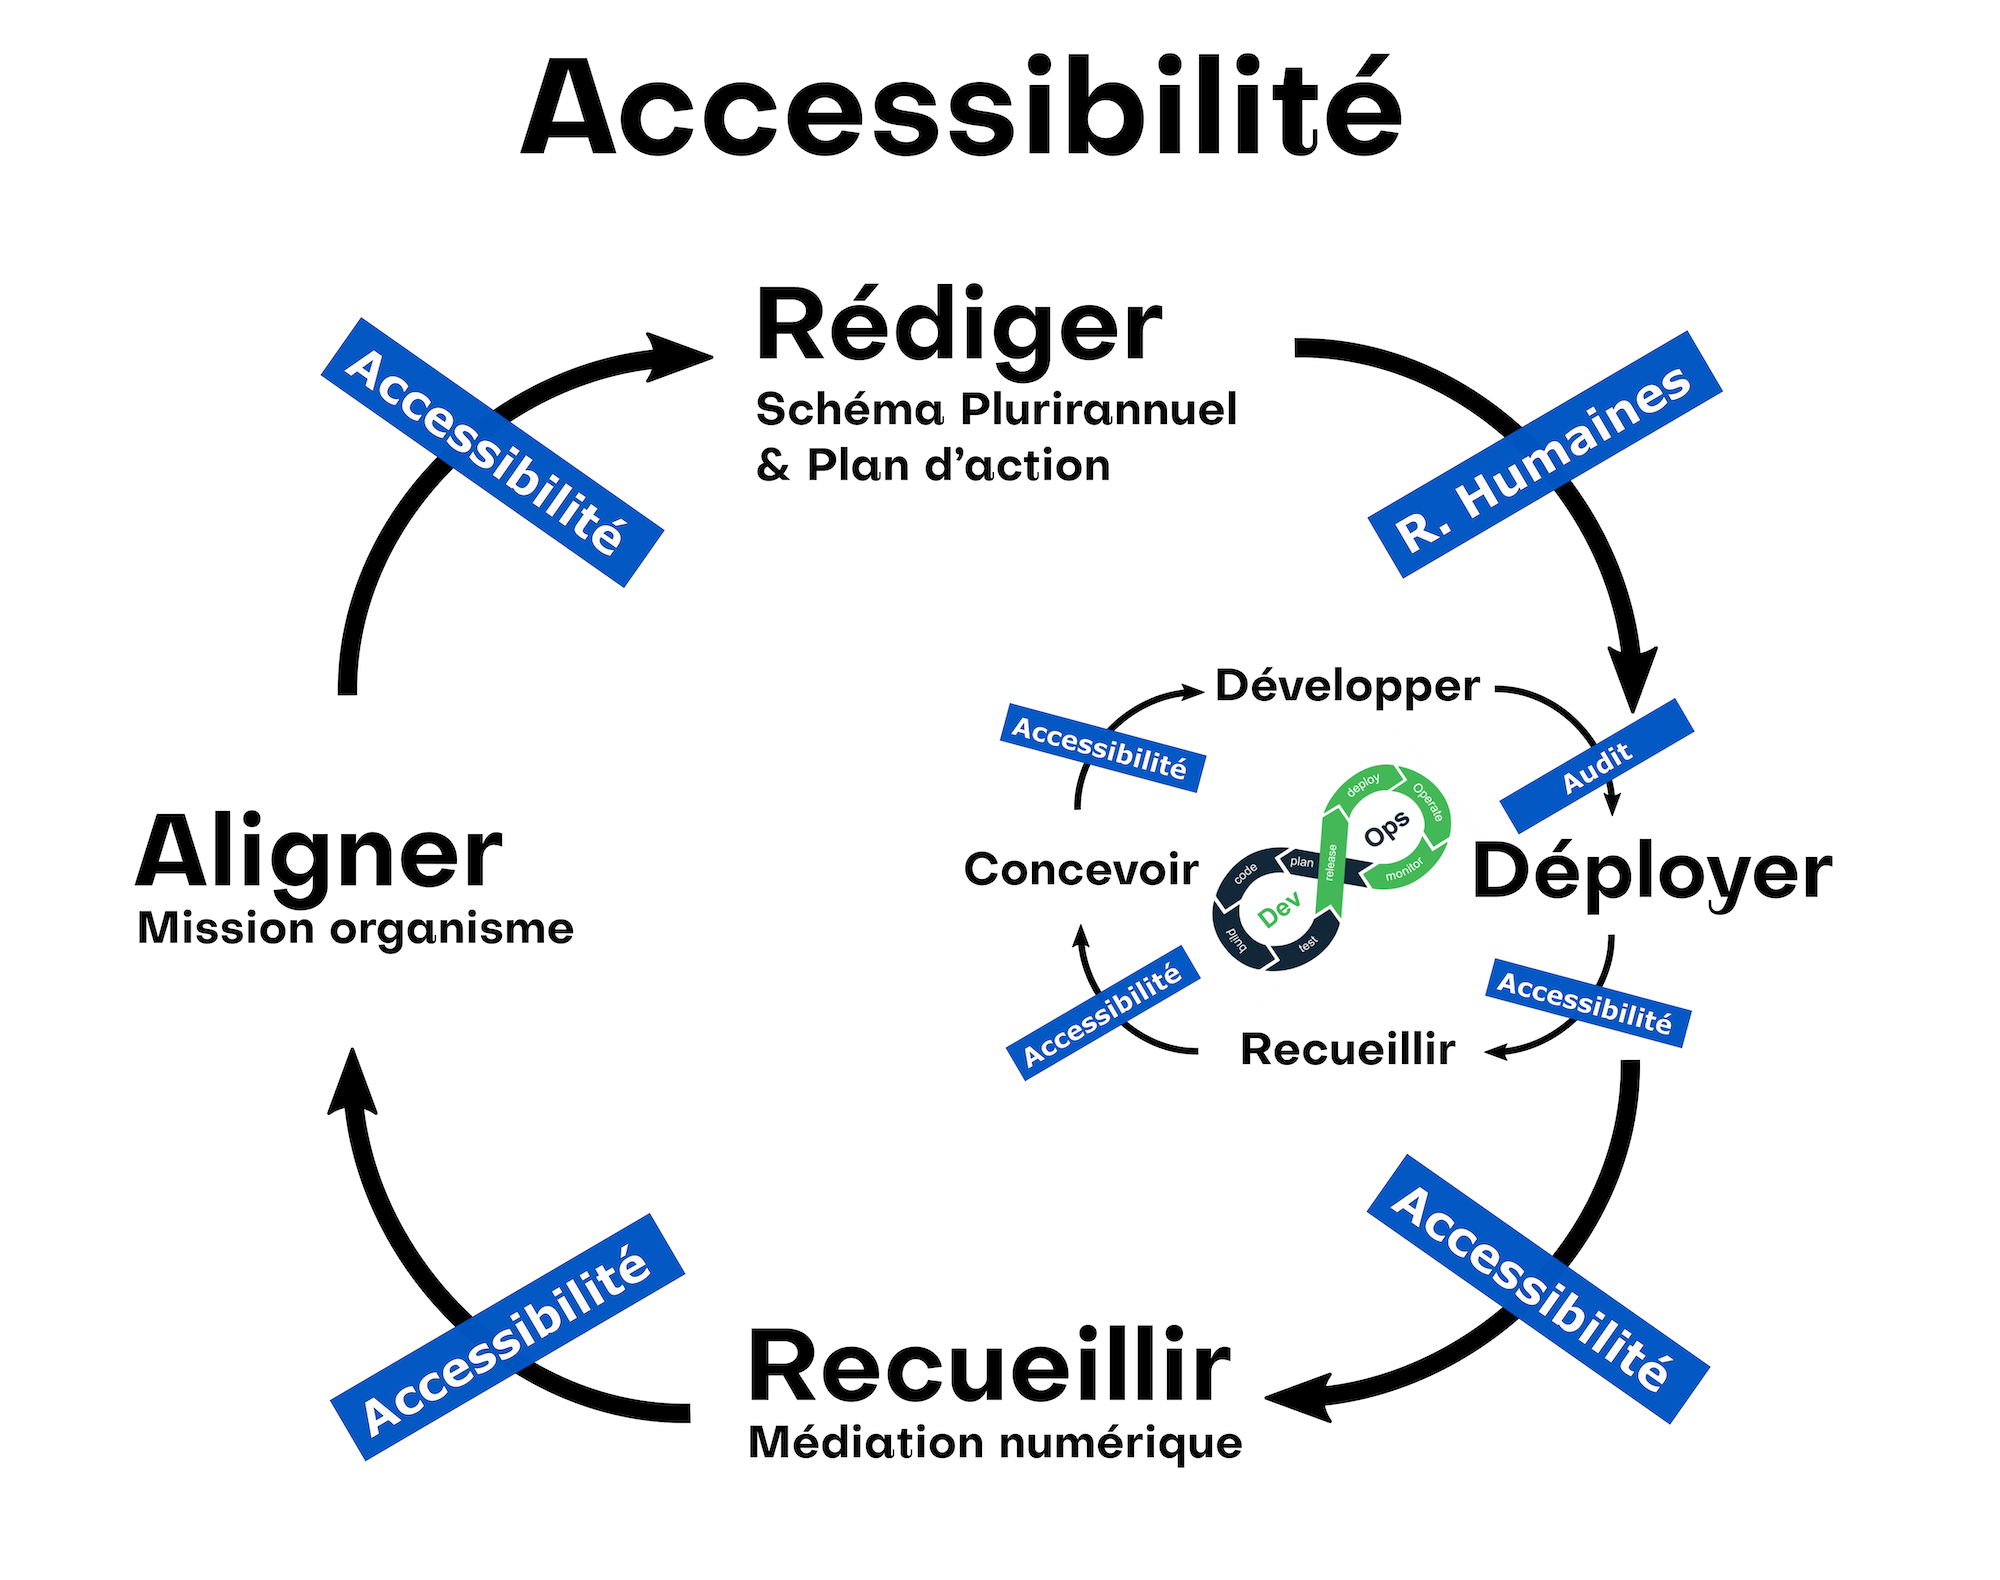 Accessibilité
Rédiger
Schéma Plurirannuel
& Plan d’action
Accessibilité
R. Humaines
Développer
Accessibilité
Audit
deploy
Operate
Ops
monitor
release
plan
code
Dev
build
test
Aligner
Mission organisme
Concevoir
Déployer
Accessibilité
Accessibilité
Recueillir
Accessibilité
Accessibilité
Recueillir
Médiation numérique